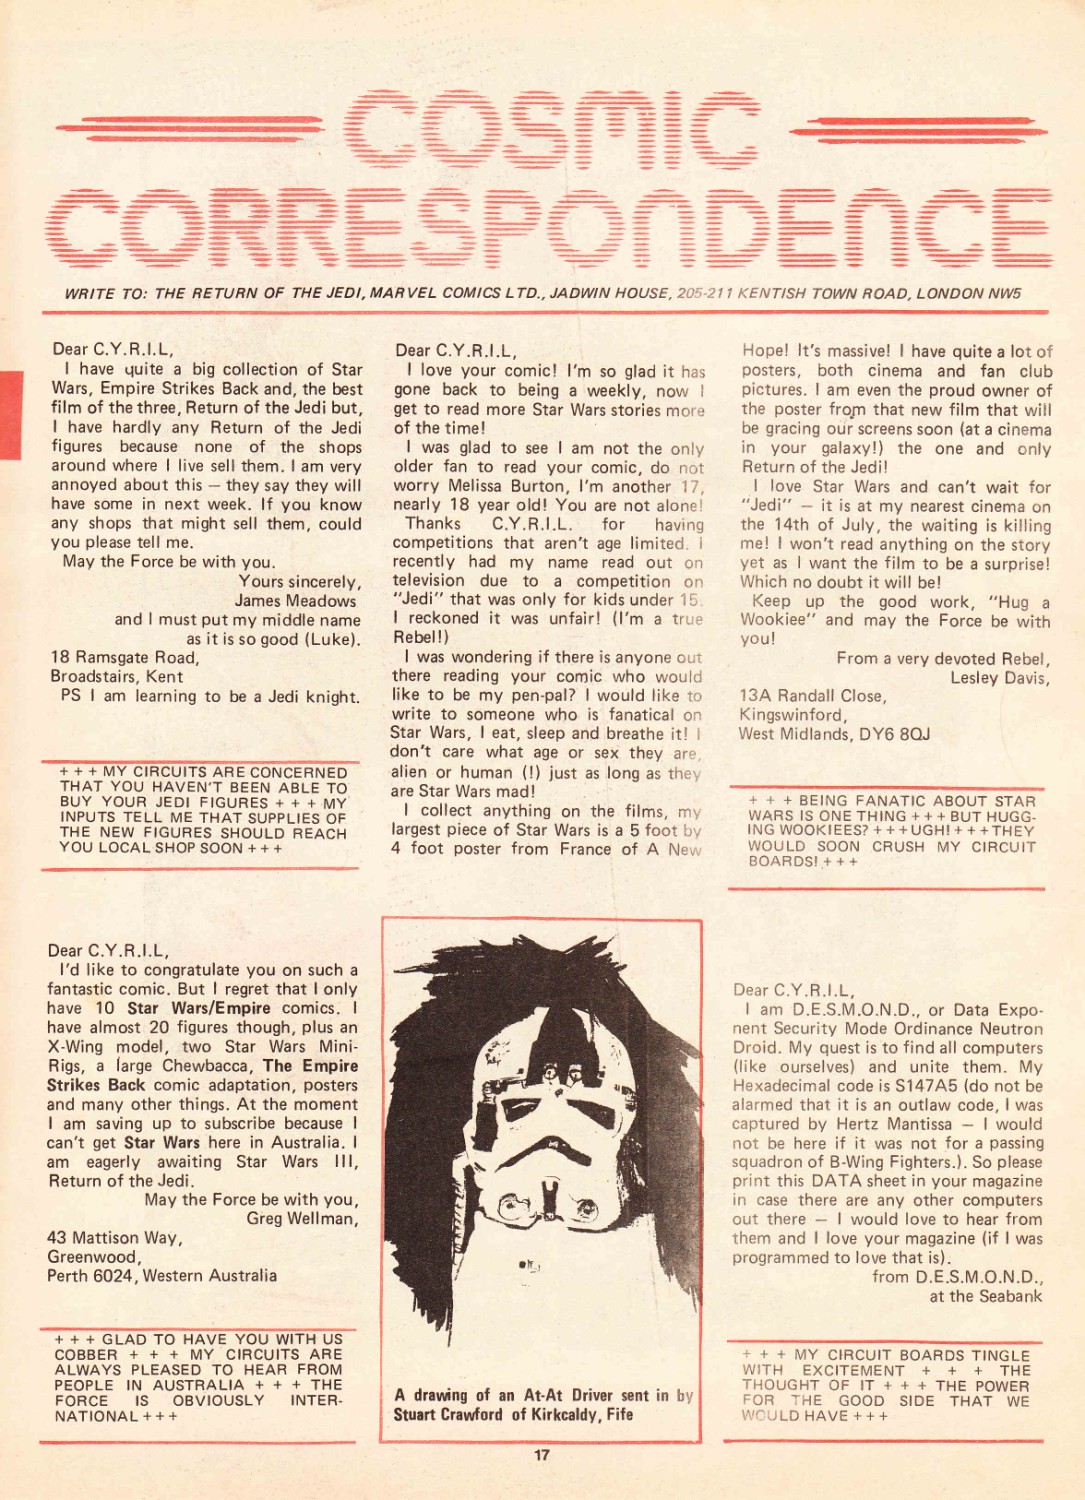 COSMIC
CORRESPONDENCE
WRITE TO: THE RETURN OF THE JEDI, MARVEL COMICS LTD., JADWIN HOUSE, 205-211 KENTISH TOWN ROAD, LONDON NW5
Dear C.Y.R.I.L,
I have quite a big collection of Star
Wars, Empire Strikes Back and, the best
film of the three, Return of the Jedi but,
I have hardly any Return of the Jedi
figures because none of the shops
around where I live sell them. I am very
annoyed about this — they say they will
have some in next week. If you know
any shops that might sell them, could
you please tell me.
May the Force be with you.
Yours sincerely,
James Meadows
and I must put my middle name
as it is so good (Luke).
18 Ramsgate Road,
Broadstairs, Kent
PS I am learning to be a Jedi knight.
+ + + MY CIRCUITS ARE CONCERNED
THAT YOU HAVEN'T BEEN ABLE TO
BUY YOUR JEDI FIGURES + + + MY
INPUTS TELL ME THAT SUPPLIES OF
THE NEW FIGURES SHOULD REACH
YOU LOCAL SHOP SOON + + +
Dear C.Y.R.I.L,
I love your comic! I'm so glad it has
gone back to being a weekly, now I
get to read more Star Wars stories more
of the time!
I was glad to see I am not the only
older fan to read your comic, do not
worry Melissa Burton, I'm another 17,
nearly 18 year old! You are not alone!
Thanks C.Y.R.I.L. for having
competitions that aren't age limited. I
recently had my name read out on
television due to a competition on
"Jedi" that was only for kids under 15.
I reckoned it was unfair! (I'm a true
Rebel!)
I was wondering if there is anyone out
there reading your comic who would
like to be my pen-pal? I would like to
write to someone who is fanatical on
Star Wars, I eat, sleep and breathe it! I
don't care what age or sex they are,
alien or human (!) just as long as they
are Star Wars mad!
I collect anything on the films, my
largest piece of Star Wars is a 5 foot by
4 foot poster from France of A New
Hope! It's massive! I have quite a lot of
posters, both cinema and fan club
pictures. I am even the proud owner of
the poster from that new film that will
be gracing our screens soon (at a cinema
in your galaxy!) the one and only
Return of the Jedi!
I love Star Wars and can't wait for
"Jedi" — it is at my nearest cinema on
the 14th of July, the waiting is killing
me! I won't read anything on the story
yet as I want the film to be a surprise!
Which no doubt it will be!
Keep up the good work, "Hug a
Wookiee" and may the Force be with
you!
From a very devoted Rebel,
Lesley Davis,
13A Randall Close,
Kingswinford,
West Midlands, DY6 8QJ
+ + + BEING FANATIC ABOUT STAR
WARS IS ONE THING + + + BUT HUGG-
ING WOOKIEES? + + + UGH! + + + THEY
WOULD SOON CRUSH MY CIRCUIT
BOARDS! + + +
Dear C.Y.R.I.L,
I'd like to congratulate you on such a
fantastic comic. But I regret that I only
have 10 Star Wars/Empire comics. I
have almost 20 figures though, plus an
X-Wing model, two Star Wars Mini-
Rigs, a large Chewbacca, The Empire
Strikes Back comic adaptation, posters
and many other things. At the moment
I am saving up to subscribe because I
can't get Star Wars here in Australia. I
am eagerly awaiting Star Wars III,
Return of the Jedi.
May the Force be with you,
Greg Wellman,
43 Mattison Way,
Greenwood,
Perth 6024, Western Australia
+ + + GLAD TO HAVE YOU WITH US
COBBER + + + MY CIRCUITS ARE
ALWAYS PLEASED TO HEAR FROM
PEOPLE IN AUSTRALIA + + + THE
FORCE IS OBVIOUSLY INTER-
NATIONAL + + +
A drawing of an At-At Driver sent in by
Stuart Crawford of Kirkcaldy, Fife
Dear C.Y.R.I.L,
I am D.E.S.M.O.N.D., or Data Expo-
nent Security Mode Ordinance Neutron
Droid. My quest is to find all computers
(like ourselves) and unite them. My
Hexadecimal code is S147A5 (do not be
alarmed that it is an outlaw code, I was
captured by Hertz Mantissa — I would
not be here if it was not for a passing
squadron of B-Wing Fighters.). So please
print this DATA sheet in your magazine
in case there are any other computers
out there — I would love to hear from
them and I love your magazine (if I was
programmed to love that is).
from D.E.S.M.O.N.D.,
at the Seabank
+ + + MY CIRCUIT BOARDS TINGLE
WITH EXCITEMENT + + + THE
THOUGHT OF IT + + + THE POWER
FOR THE GOOD SIDE THAT WE
WOULD HAVE + + +
17